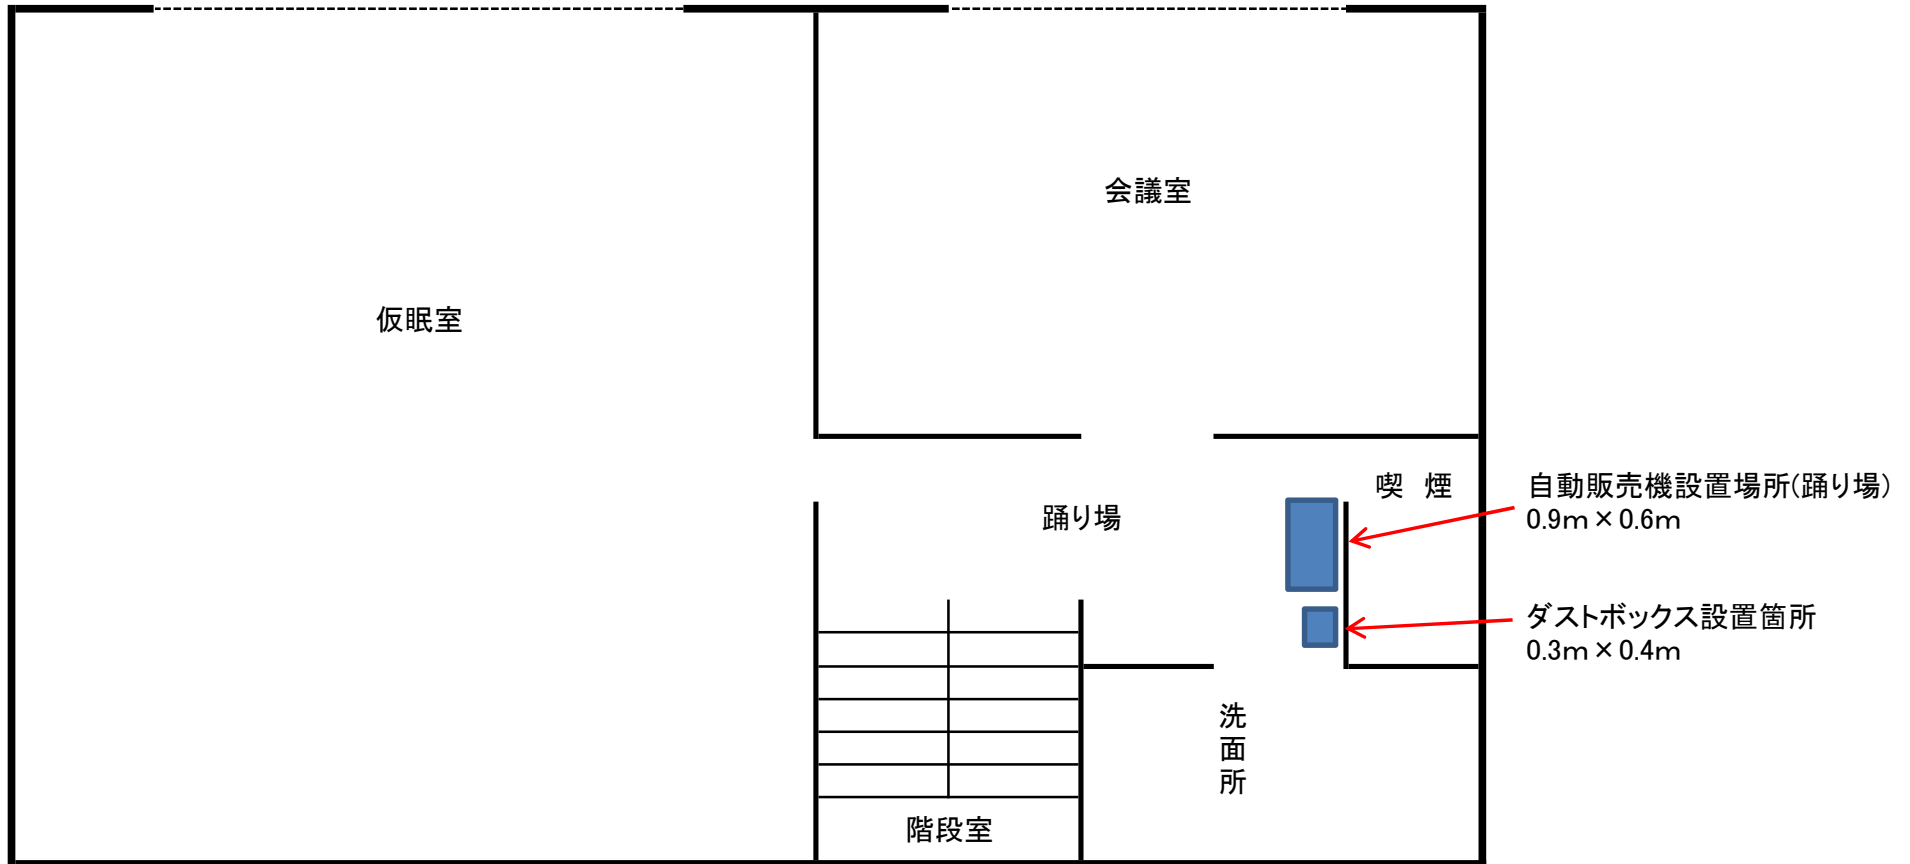 会議室
仮眠室
喫 煙
自動販売機設置場所(踊り場)
0.9m×0.6m
踊り場
ダストボックス設置箇所
0.3m×0.4m
洗面所
階段室